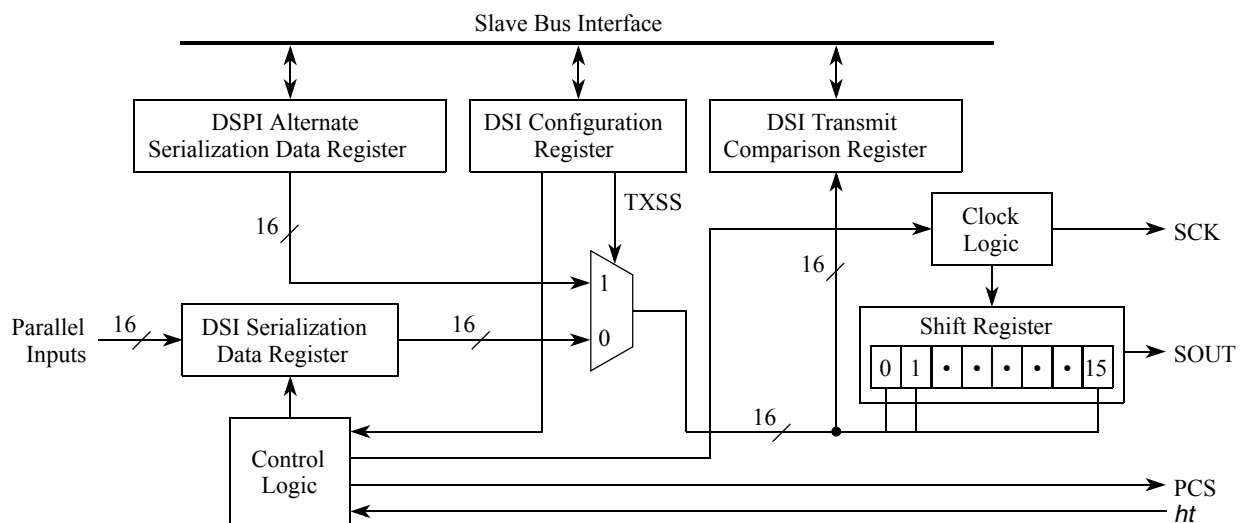 Slave Bus Interface
DSPI Alternate
Serialization Data Register
DSI Configuration
Register
DSI Transmit
Comparison Register
TXSS
16
Clock
Logic
SCK
16
1
Parallel
Inputs
16
DSI Serialization
Data Register
16
0
Shift Register
0 1 • • • • • 15
SOUT
16
Control
Logic
PCS
ht